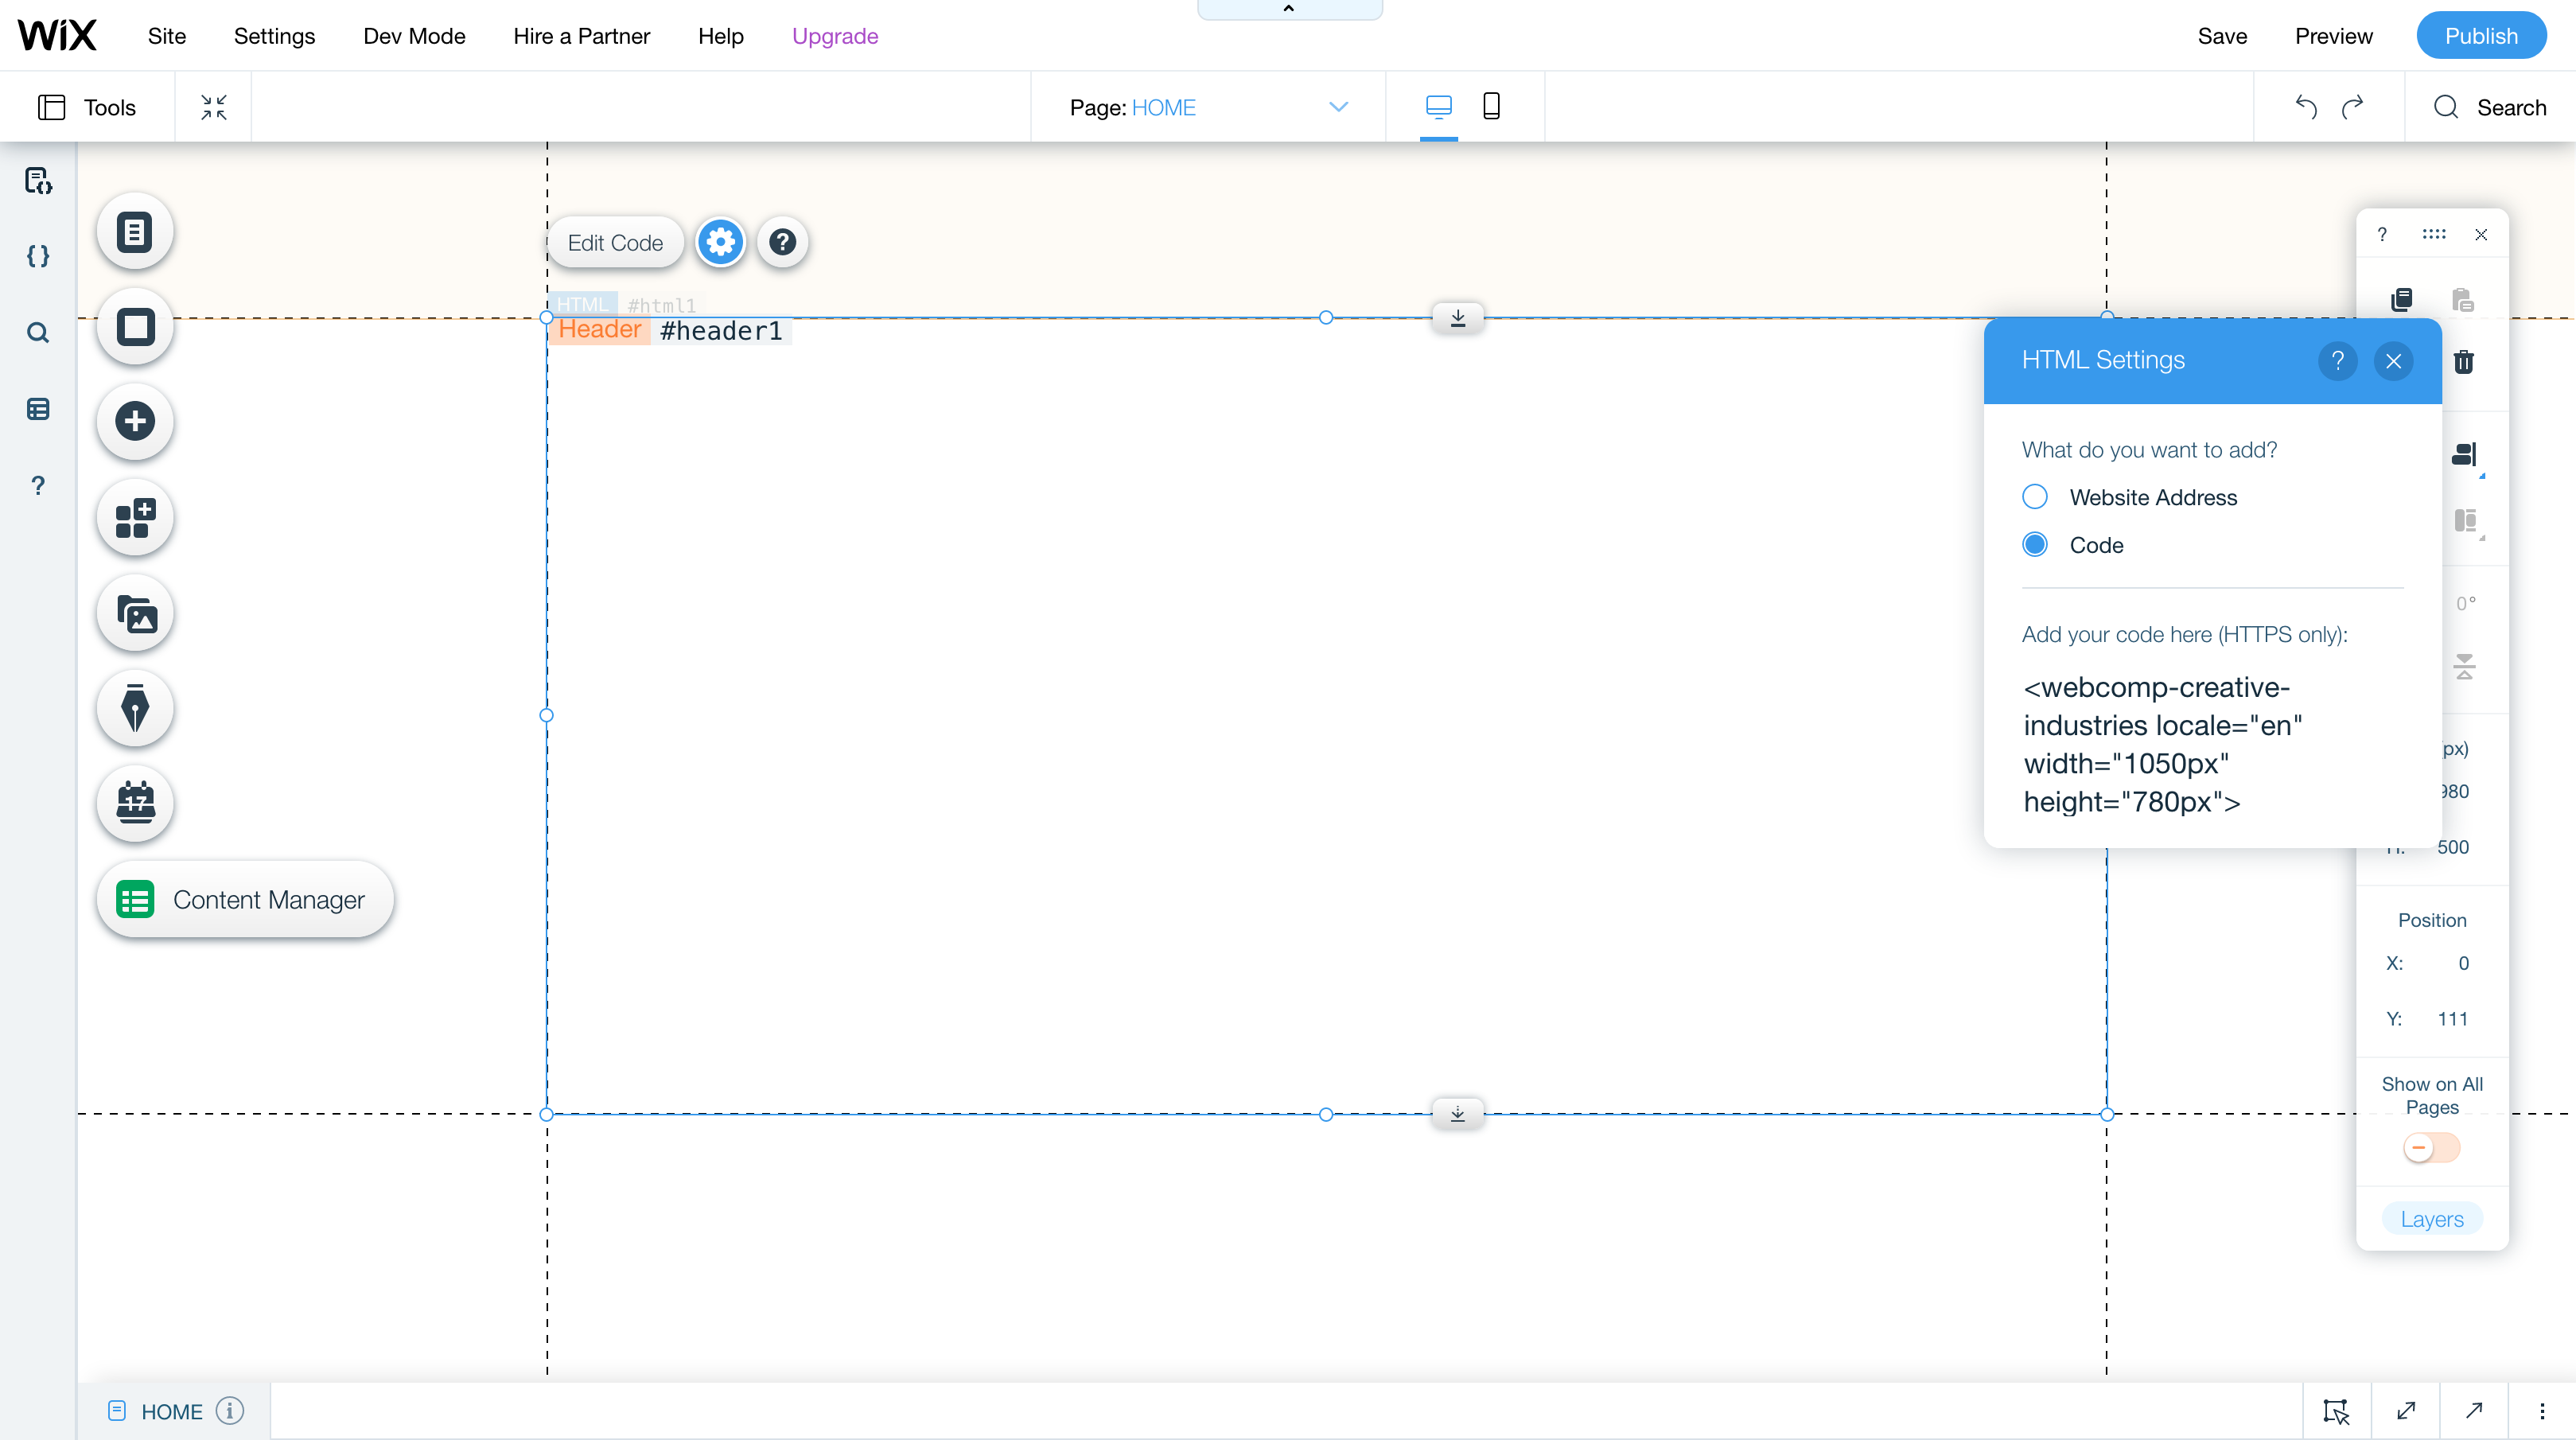 WiX Site Settings Dev Mode Hire a Partner Help Upgrade Save Preview Publish
Tools Page: HOME Search
Edit Code
HTML #html1
Header #header1
HTML Settings
What do you want to add?
Website Address
Code
Add your code here (HTTPS only):
<webcomp-creative-
industries locale="en"
width="1050px"
height="780px">
17
Content Manager
0°
px)
980
500
Position
X: 0
Y: 111
Show on All
Pages
Layers
HOME